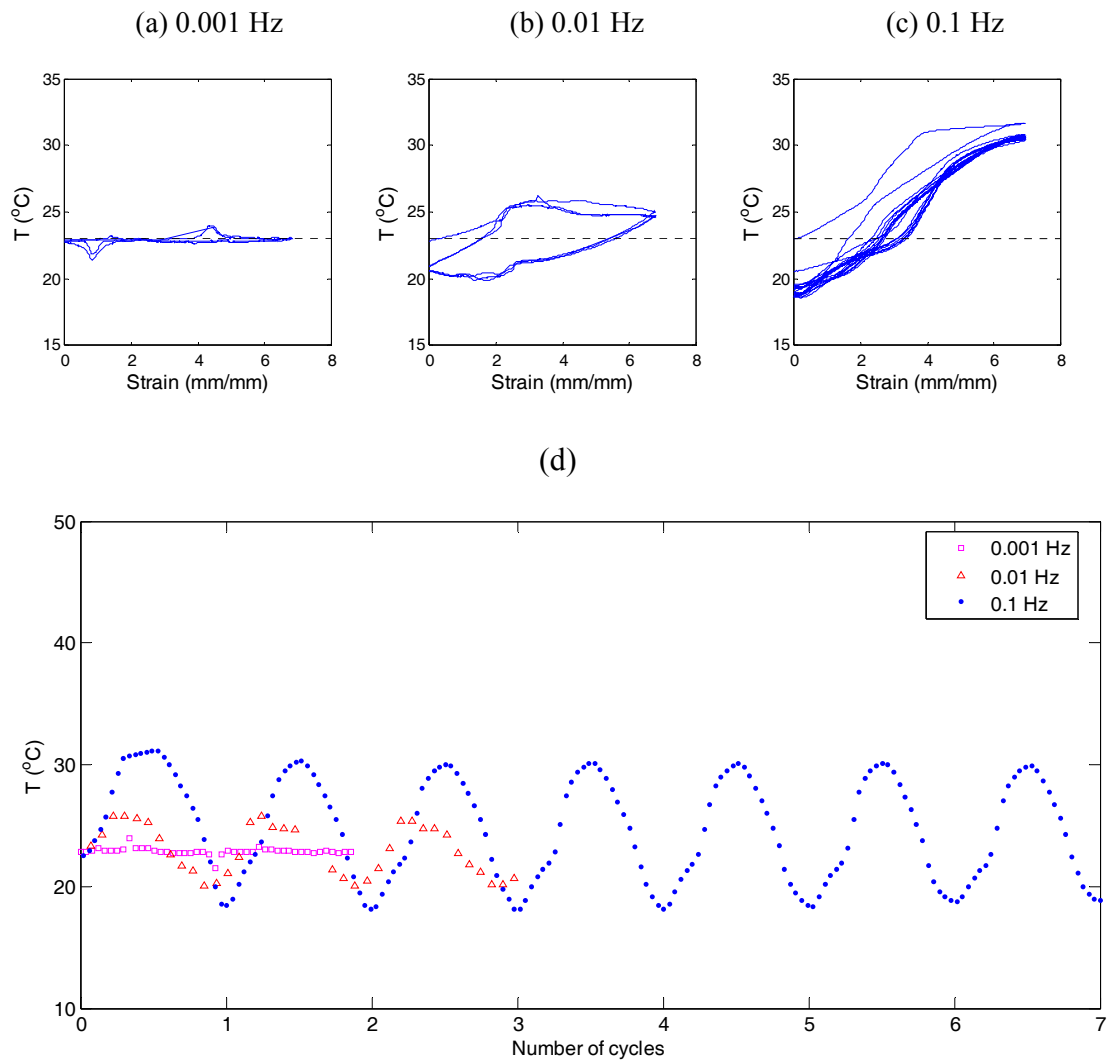 (a) 0.001 Hz
(b) 0.01 Hz
(c) 0.1 Hz
35
30
25
20
15
T (°C)
0 2 4 6 8
Strain (mm/mm)
35
30
25
20
15
T (°C)
0 2 4 6 8
Strain (mm/mm)
35
30
25
20
15
T (°C)
0 2 4 6 8
Strain (mm/mm)
(d)
50
40
30
20
10
T (°C)
0.001 Hz
0.01 Hz
0.1 Hz
0 1 2 3 4 5 6 7
Number of cycles